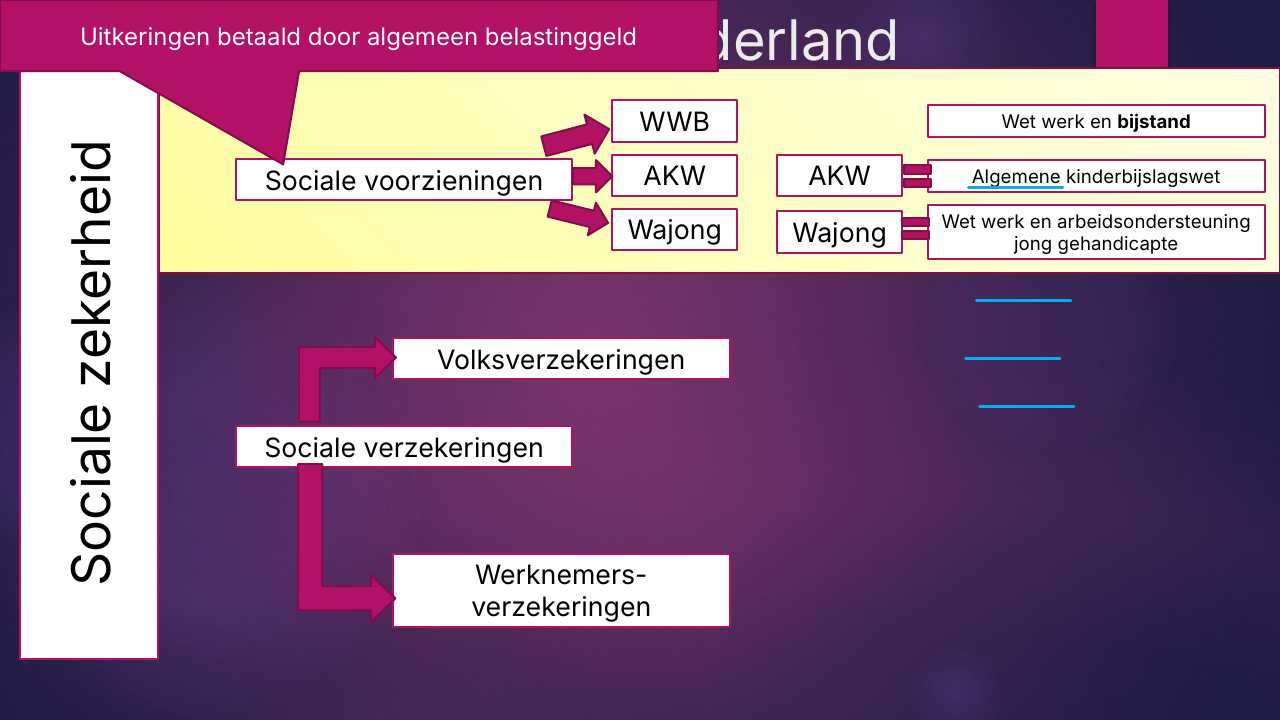 Uitkeringen betaald door algemeen belastinggeld
derland
Sociale zekerheid
Sociale voorzieningen
WWB
AKW
Wajong
AKW
Wajong
Wet werk en bijstand
Algemene kinderbijslagswet
Wet werk en arbeidsondersteuning
jong gehandicapte
Volksverzekeringen
Sociale verzekeringen
Werknemers-
verzekeringen